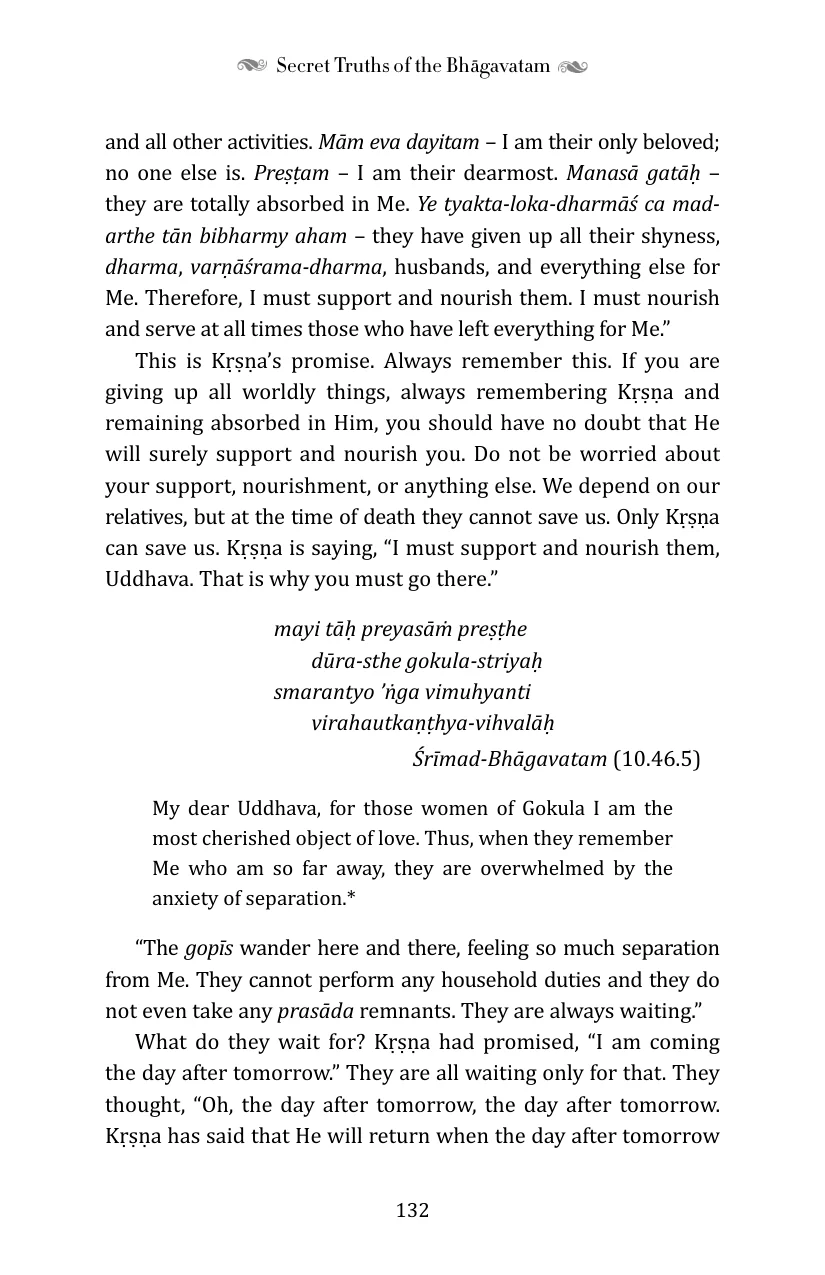 Secret Truths of the Bhāgavatam
and all other activities. Mām eva dayitam – I am their only beloved;
no one else is. Preṣṭam – I am their dearmost. Manasā gatāḥ –
they are totally absorbed in Me. Ye tyakta-loka-dharmāś ca mad-
arthe tān bibharmy aham – they have given up all their shyness,
dharma, varṇāśrama-dharma, husbands, and everything else for
Me. Therefore, I must support and nourish them. I must nourish
and serve at all times those who have left everything for Me.”
This is Kṛṣṇa’s promise. Always remember this. If you are
giving up all worldly things, always remembering Kṛṣṇa and
remaining absorbed in Him, you should have no doubt that He
will surely support and nourish you. Do not be worried about
your support, nourishment, or anything else. We depend on our
relatives, but at the time of death they cannot save us. Only Kṛṣṇa
can save us. Kṛṣṇa is saying, “I must support and nourish them,
Uddhava. That is why you must go there.”
mayi tāḥ preyasāṁ preṣṭhe
dūra-sthe gokula-striyaḥ
smarantyo ’ṅga vimuhyanti
virahautkaṇṭhya-vihvalāḥ
Śrīmad-Bhāgavatam (10.46.5)
My dear Uddhava, for those women of Gokula I am the
most cherished object of love. Thus, when they remember
Me who am so far away, they are overwhelmed by the
anxiety of separation.*
“The gopīs wander here and there, feeling so much separation
from Me. They cannot perform any household duties and they do
not even take any prasāda remnants. They are always waiting.”
What do they wait for? Kṛṣṇa had promised, “I am coming
the day after tomorrow.” They are all waiting only for that. They
thought, “Oh, the day after tomorrow, the day after tomorrow.
Kṛṣṇa has said that He will return when the day after tomorrow
132